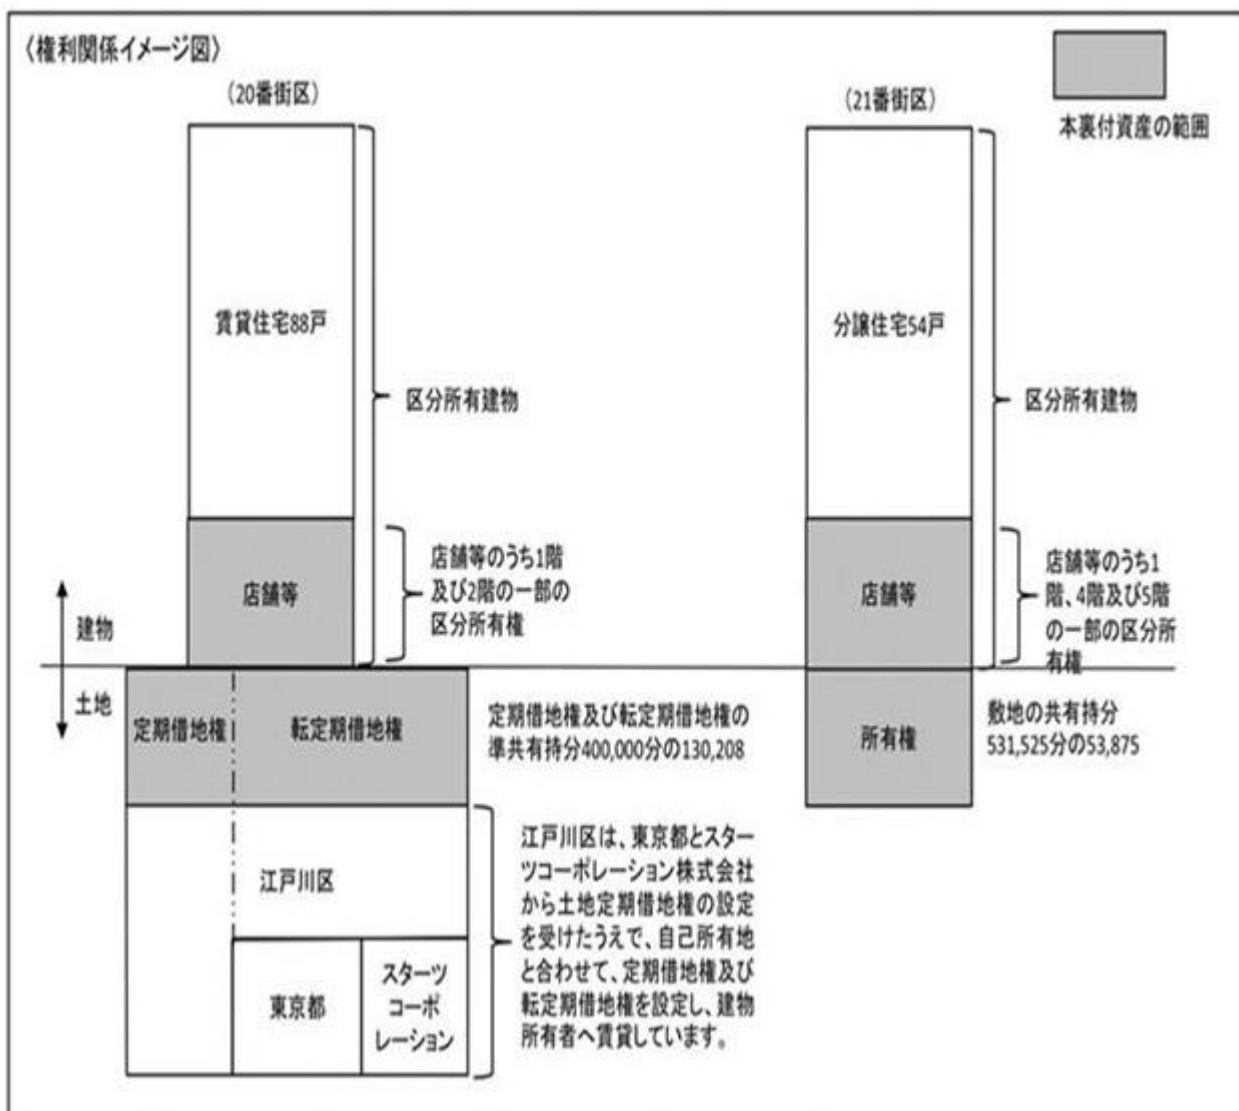 〈権利関係イメージ図〉
(20番街区)
(21番街区)
本裏付資産の範囲
賃貸住宅88戸
分譲住宅54戸
区分所有建物
区分所有建物
店舗等
店舗等のうち1階
及び2階の一部の
区分所有権
店舗等
店舗等のうち1
階、4階及び5階
の一部の区分所
有権
建物
土地
定期借地権
転定期借地権
定期借地権及び転定期借地権の
準共有持分400,000分の130,208
所有権
敷地の共有持分
531,525分の53,875
江戸川区
東京都
スターツ
コーポ
レーション
江戸川区は、東京都とスター
ツコーポレーション株式会社
から土地定期借地権の設定
を受けたうえで、自己所有地
と合わせて、定期借地権及び
転定期借地権を設定し、建物
所有者へ賃貸しています。